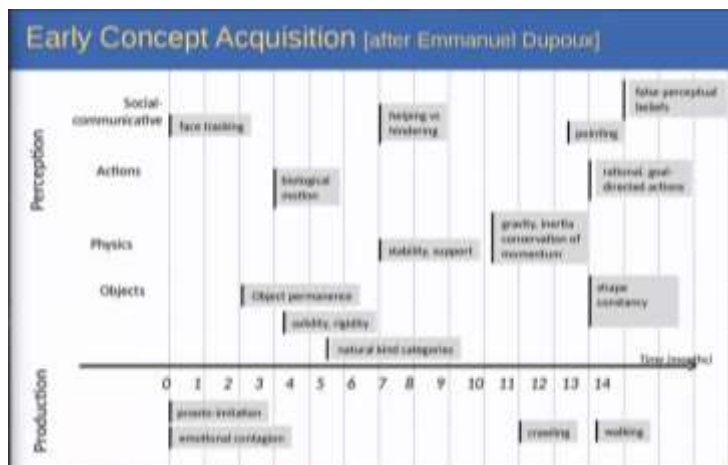 Early Concept Acquisition [after Emmanuel Dupoux]
Perception
Social-
communicative
face tracking
helping vs
hindering
pointing
false perceptual
beliefs
Actions
biological
motion
rational, goal-
directed actions
Physics
stability, support
gravity, inertia
conservation of
momentum
Objects
Object permanence
solidity, rigidity
natural kind categories
shape
constancy
Time (months)
0 1 2 3 4 5 6 7 8 9 10 11 12 13 14
Production
proto-imitation
emotional contagion
crawling
walking